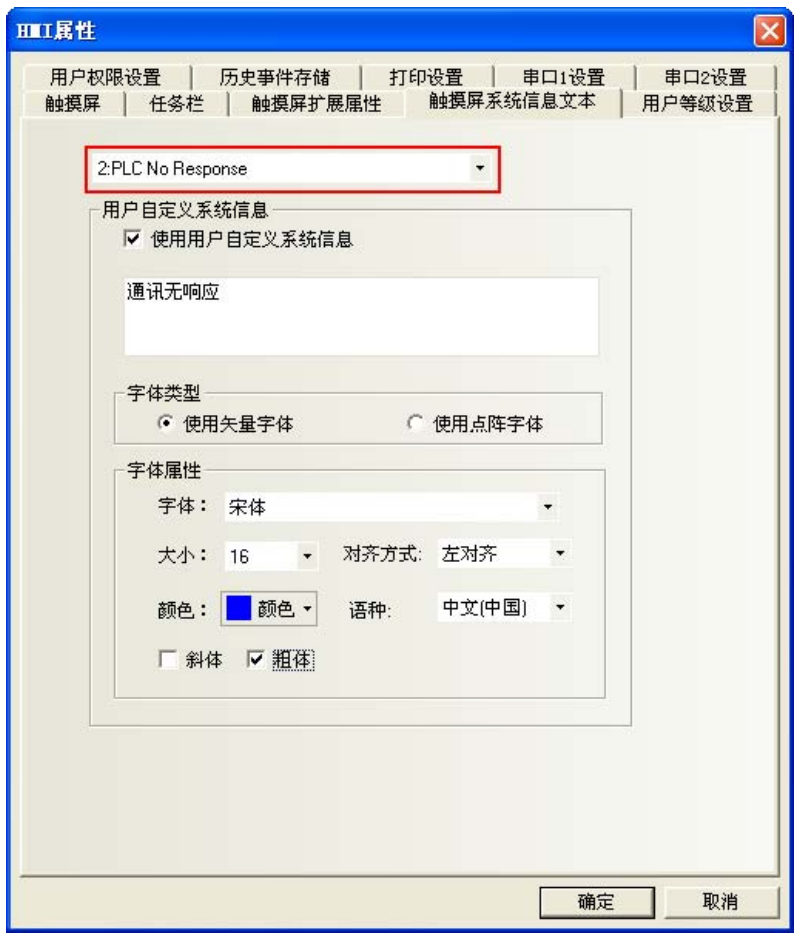 HMI属性
用户权限设置 历史事件存储 打印设置 串口1设置 串口2设置
触摸屏 任务栏 触摸屏扩展属性 触摸屏系统信息文本 用户等级设置
2:PLC No Response
用户自定义系统信息
使用用户自定义系统信息
通讯无响应
字体类型
使用矢量字体 使用点阵字体
字体属性
字体： 宋体
大小： 16 对齐方式: 左对齐
颜色： 颜色 语种: 中文(中国)
斜体 粗体
确定 取消